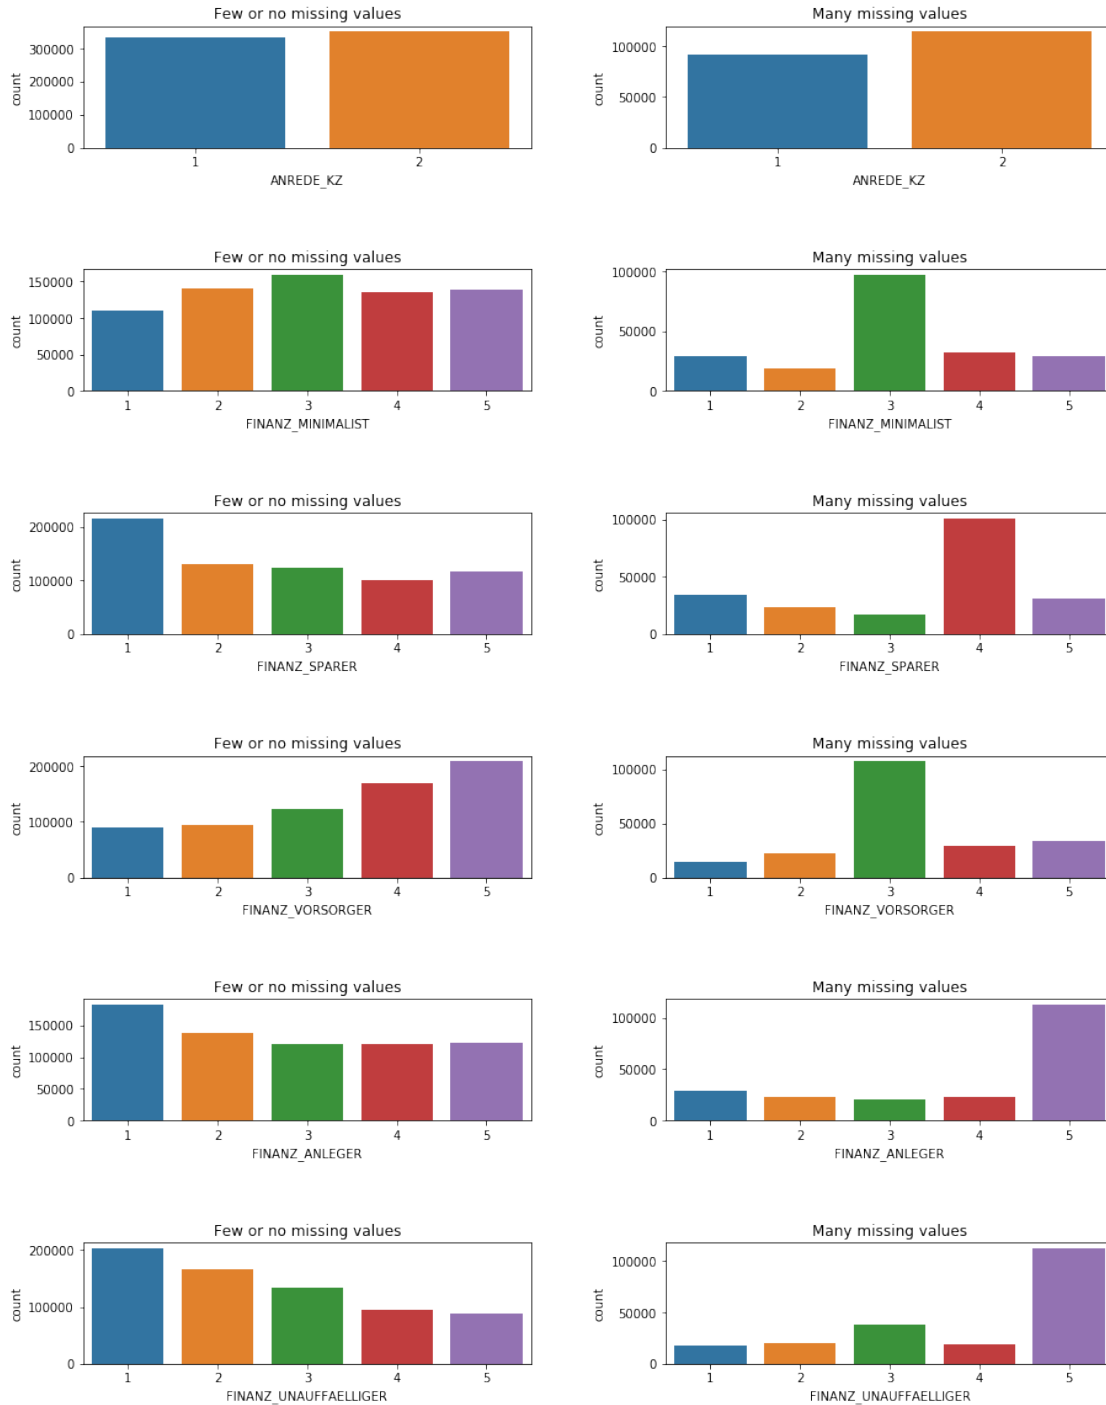 Few or no missing values
count
300000
200000
100000
0
1 2
ANREDE_KZ
Many missing values
count
100000
50000
0
1 2
ANREDE_KZ
Few or no missing values
count
150000
100000
50000
0
1 2 3 4 5
FINANZ_MINIMALIST
Many missing values
count
100000
50000
0
1 2 3 4 5
FINANZ_MINIMALIST
Few or no missing values
count
200000
100000
0
1 2 3 4 5
FINANZ_SPARER
Many missing values
count
100000
50000
0
1 2 3 4 5
FINANZ_SPARER
Few or no missing values
count
200000
100000
0
1 2 3 4 5
FINANZ_VORSORGER
Many missing values
count
100000
50000
0
1 2 3 4 5
FINANZ_VORSORGER
Few or no missing values
count
150000
100000
50000
0
1 2 3 4 5
FINANZ_ANLEGER
Many missing values
count
100000
50000
0
1 2 3 4 5
FINANZ_ANLEGER
Few or no missing values
count
200000
100000
0
1 2 3 4 5
FINANZ_UNAUFFAELLIGER
Many missing values
count
100000
50000
0
1 2 3 4 5
FINANZ_UNAUFFAELLIGER